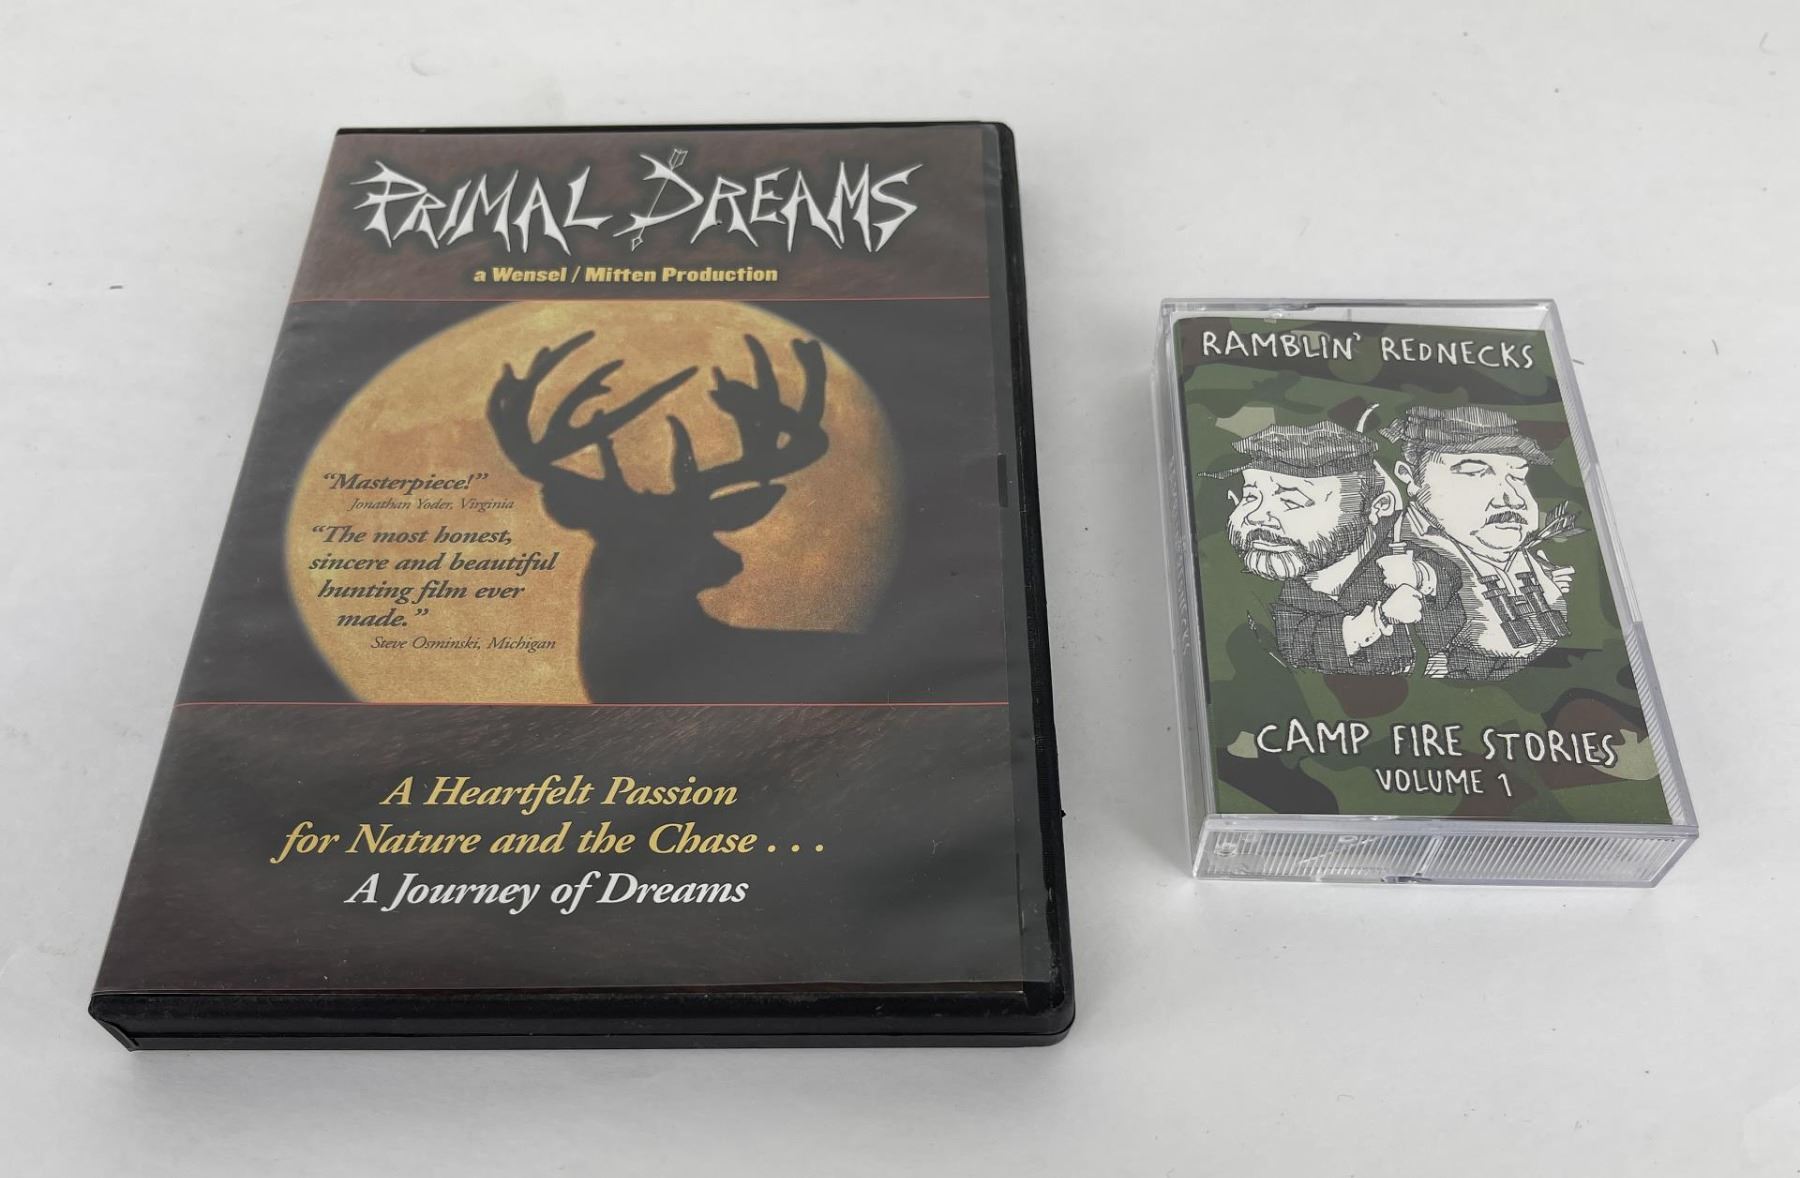 PRIMAL DREAMS
a Wensel / Mitten Production
“Masterpiece!”
Jonathan Yoder, Virginia
“The most honest,
sincere and beautiful
hunting film ever
made.”
Steve Osminski, Michigan
A Heartfelt Passion
for Nature and the Chase . . .
A Journey of Dreams
RAMBLIN' REDNECKS
CAMP FIRE STORIES
VOLUME 1